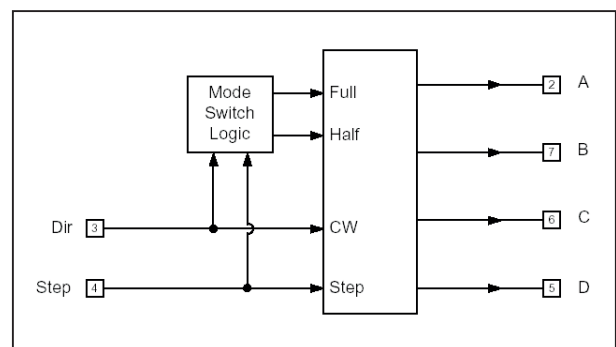 Mode
Switch
Logic
Full
Half
CW
Step
Dir 3
Step 4
2 A
7 B
6 C
5 D